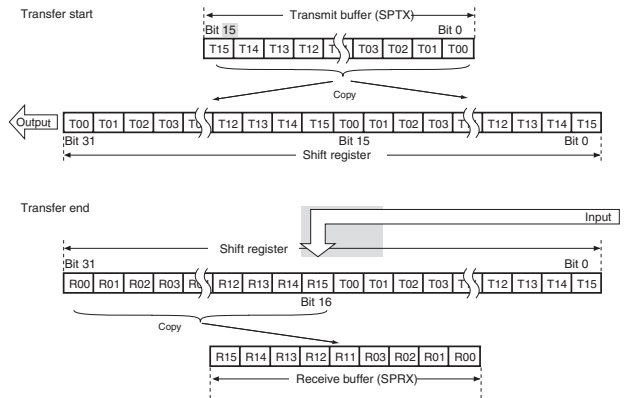 Transfer start
Transmit buffer (SPTX)
Bit 15 Bit 0
T15 T14 T13 T12 T03 T02 T01 T00
Copy
Output T00 T01 T02 T03 T12 T13 T14 T15 T00 T01 T02 T03 T12 T13 T14 T15
Bit 31 Bit 15 Bit 0
Shift register
Transfer end
Input
Shift register
Bit 31 Bit 0
R00 R01 R02 R03 R12 R13 R14 R15 T00 T01 T02 T03 T12 T13 T14 T15
Bit 16
Copy
R15 R14 R13 R12 R11 R03 R02 R01 R00
Receive buffer (SPRX)